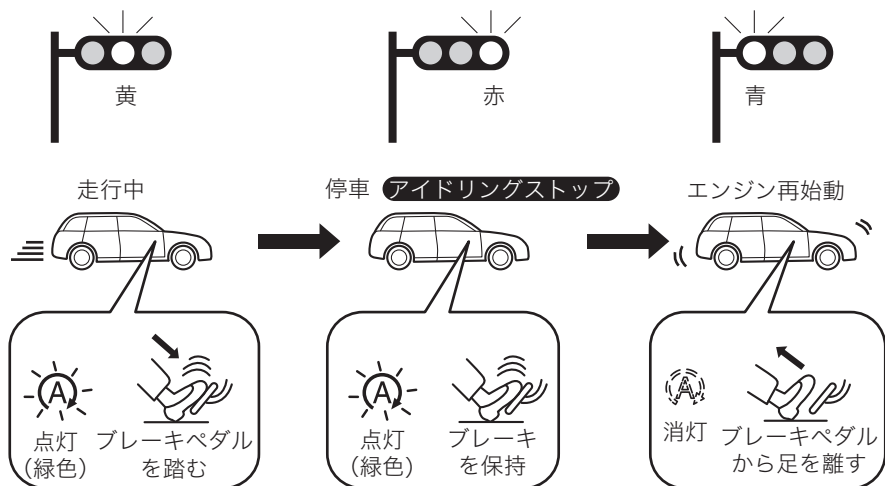 黄
赤
青
走行中
停車 アイドリングストップ
エンジン再始動
A
点灯
(緑色)
ブレーキペダル
を踏む
A
点灯
(緑色)
ブレーキ
を保持
A
消灯
ブレーキペダル
から足を離す